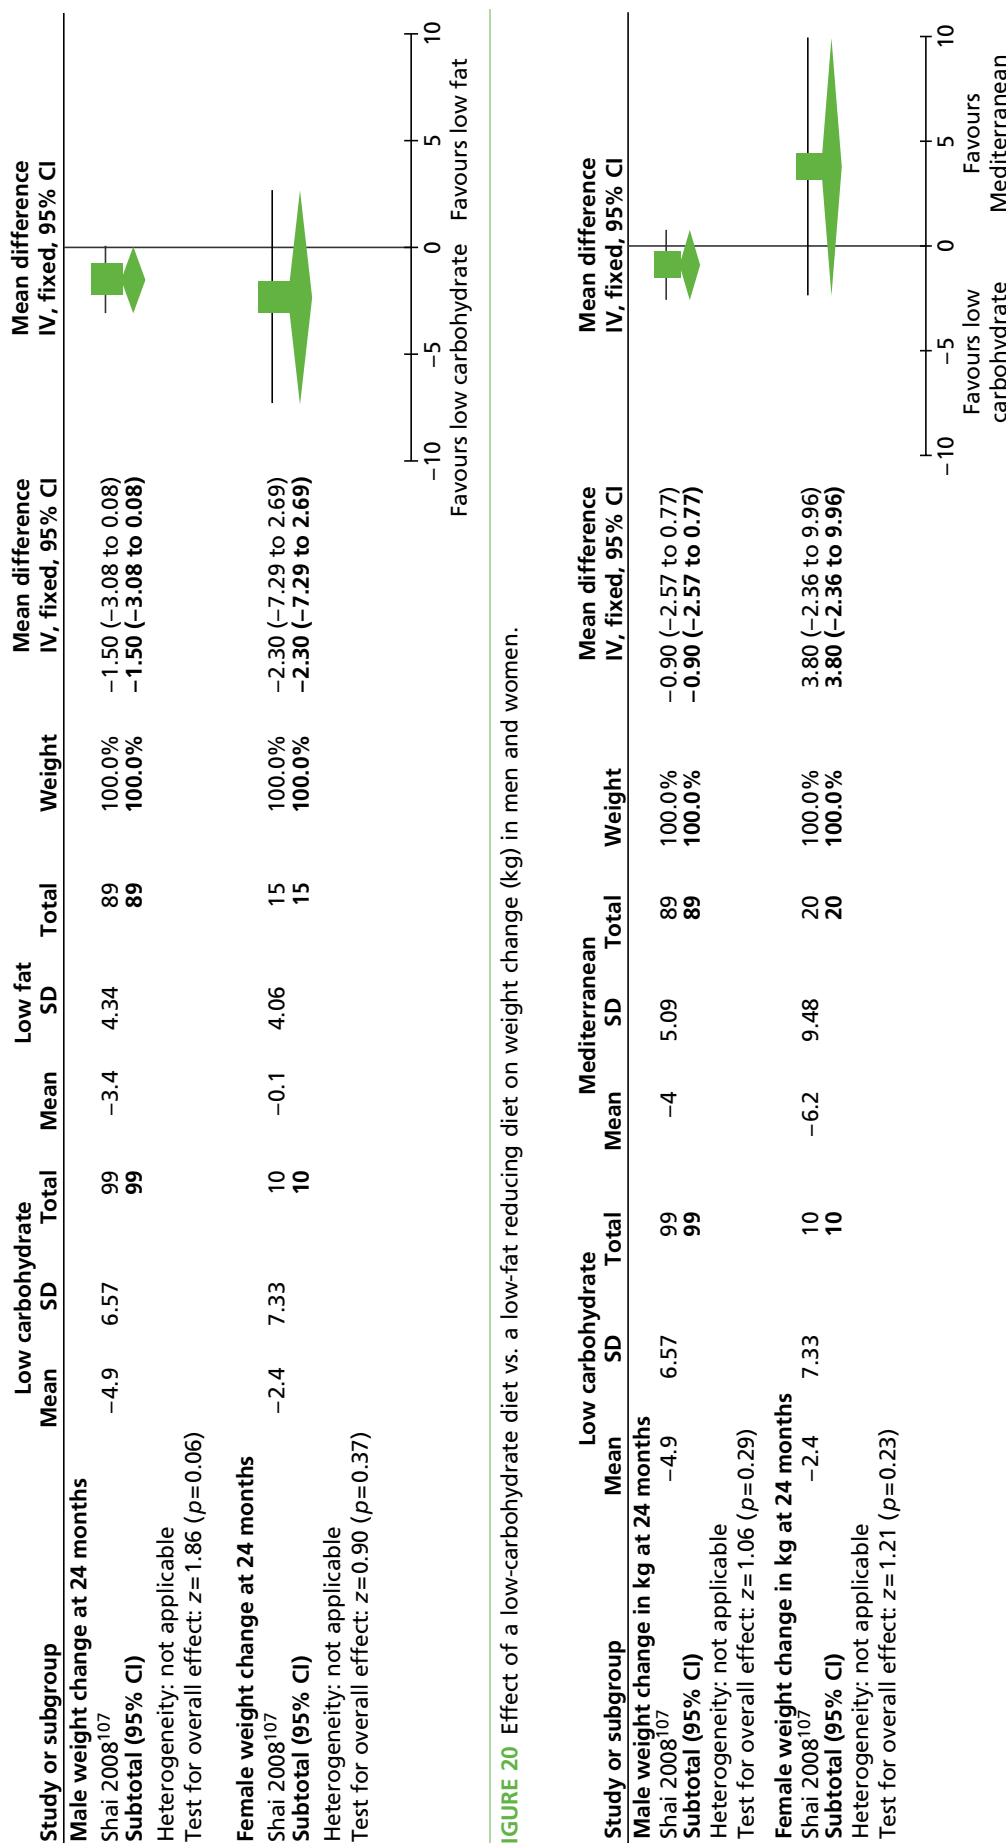 Low carbohydrate Low fat Mean difference Mean difference
Study or subgroup Mean SD Total Mean SD Total Weight IV, fixed, 95% CI IV, fixed, 95% CI
Male weight change at 24 months
Shai 2008107 −4.9 6.57 99 −3.4 4.34 89 100.0% −1.50 (−3.08 to 0.08)
Subtotal (95% CI) 99 89 100.0% −1.50 (−3.08 to 0.08)
Heterogeneity: not applicable
Test for overall effect: z=1.86 (p=0.06)
Female weight change at 24 months
Shai 2008107 −2.4 7.33 10 −0.1 4.06 15 100.0% −2.30 (−7.29 to 2.69)
Subtotal (95% CI) 10 15 100.0% −2.30 (−7.29 to 2.69)
Heterogeneity: not applicable
Test for overall effect: z=0.90 (p=0.37)
−10 −5 0 5 10
Favours low carbohydrate Favours low fat
IGURE 20 Effect of a low-carbohydrate diet vs. a low-fat reducing diet on weight change (kg) in men and women.
Low carbohydrate Mediterranean Mean difference Mean difference
Study or subgroup Mean SD Total Mean SD Total Weight IV, fixed, 95% CI IV, fixed, 95% CI
Male weight change in kg at 24 months
Shai 2008107 −4.9 6.57 99 −4 5.09 89 100.0% −0.90 (−2.57 to 0.77)
Subtotal (95% CI) 99 89 100.0% −0.90 (−2.57 to 0.77)
Heterogeneity: not applicable
Test for overall effect: z=1.06 (p=0.29)
Female weight change in kg at 24 months
Shai 2008107 −2.4 7.33 10 −6.2 9.48 20 100.0% 3.80 (−2.36 to 9.96)
Subtotal (95% CI) 10 20 100.0% 3.80 (−2.36 to 9.96)
Heterogeneity: not applicable
Test for overall effect: z=1.21 (p=0.23)
−10 −5 0 5 10
Favours low Favours
carbohydrate Mediterranean